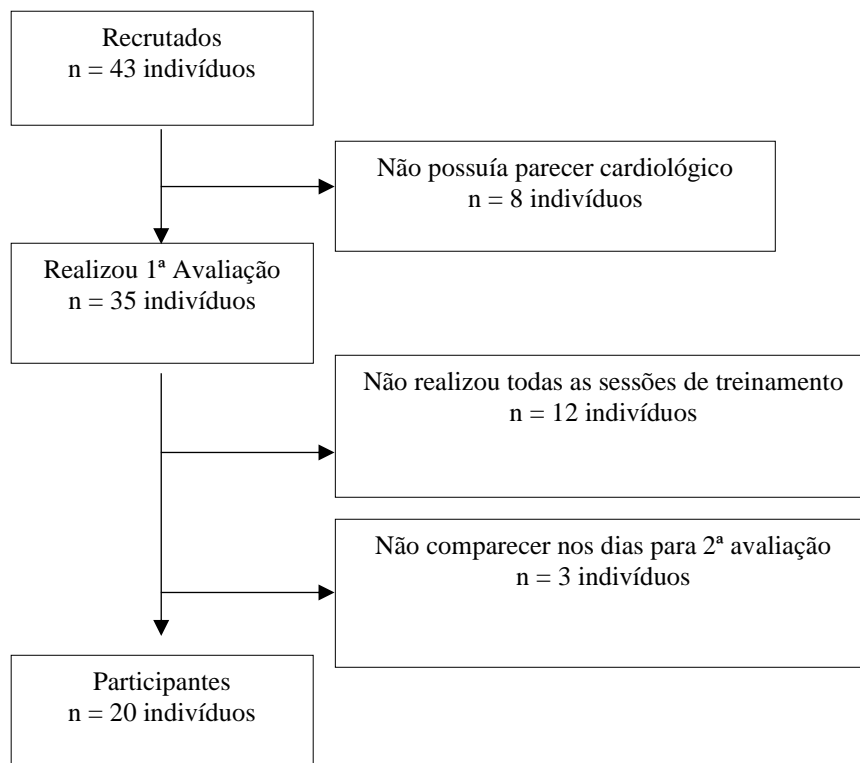 Recrutados
n = 43 indivíduos
Não possuía parecer cardiológico
n = 8 indivíduos
Realizou 1ª Avaliação
n = 35 indivíduos
Não realizou todas as sessões de treinamento
n = 12 indivíduos
Não comparecer nos dias para 2ª avaliação
n = 3 indivíduos
Participantes
n = 20 indivíduos